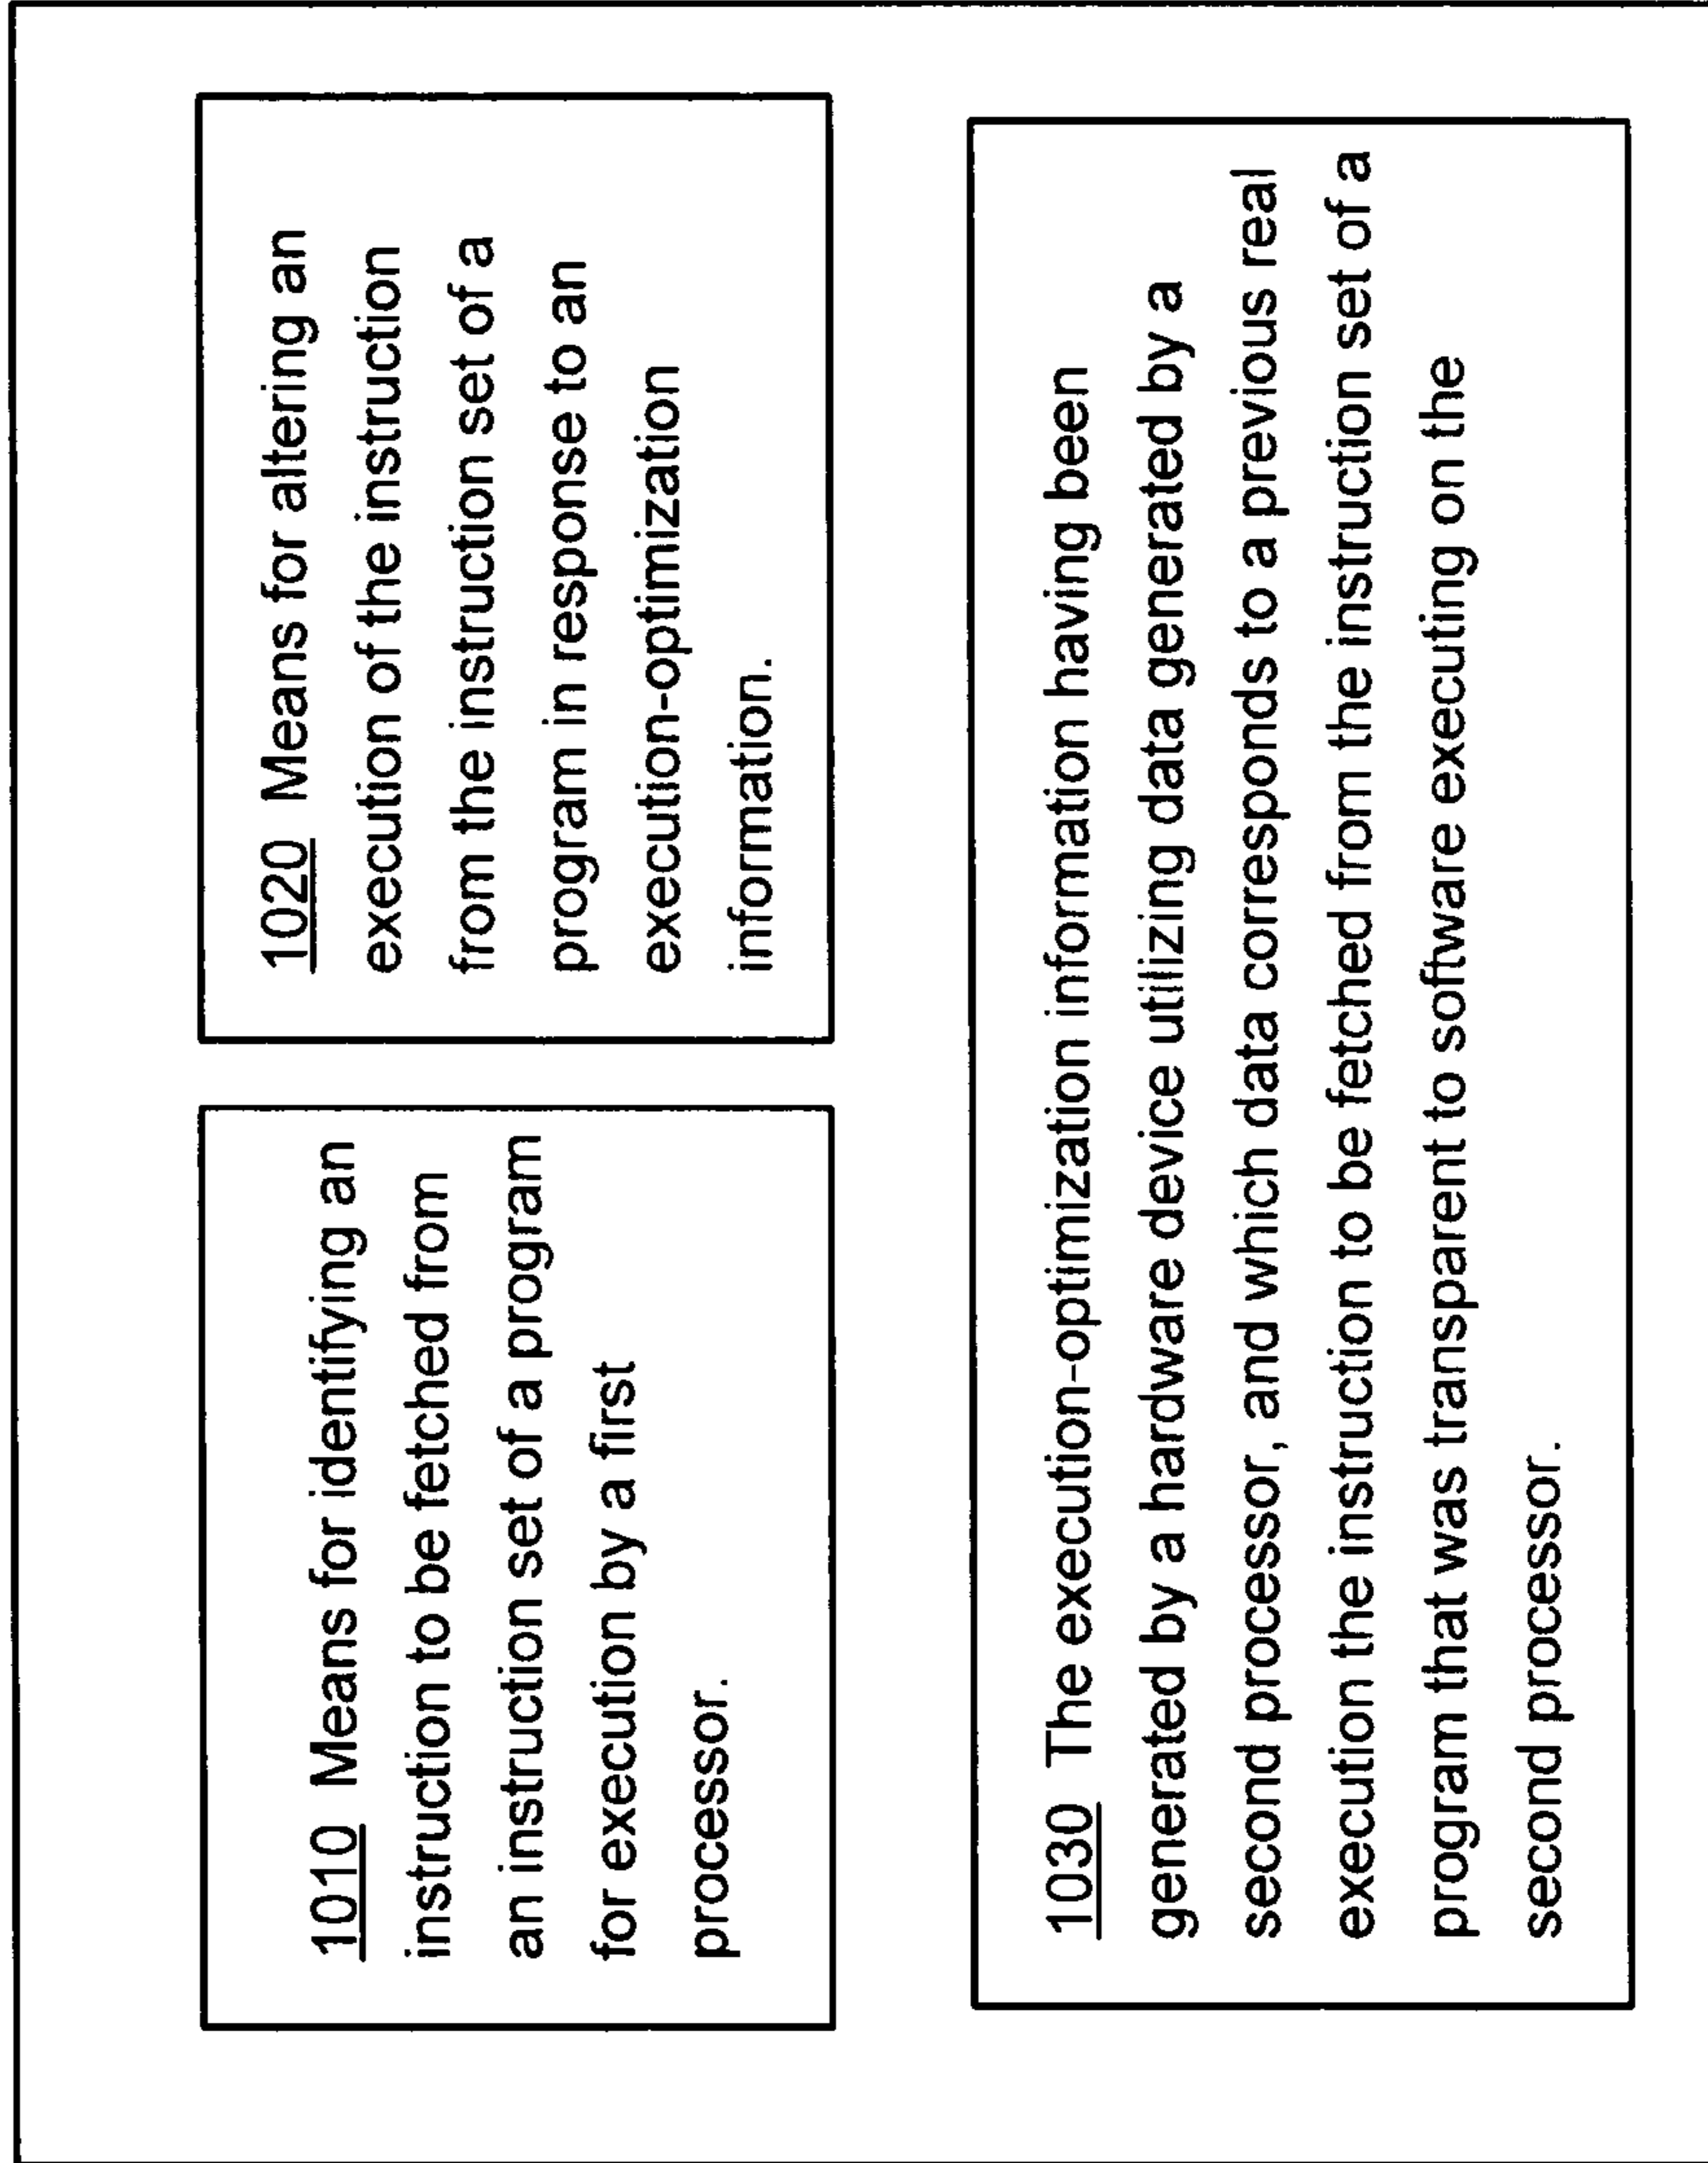 1010 Means for identifying an
instruction to be fetched from
an instruction set of a program
for execution by a first
processor.
1020 Means for altering an
execution of the instruction
from the instruction set of a
program in response to an
execution-optimization
information.
1030 The execution-optimization information having been
generated by a hardware device utilizing data generated by a
second processor, and which data corresponds to a previous real
execution the instruction to be fetched from the instruction set of a
program that was transparent to software executing on the
second processor.